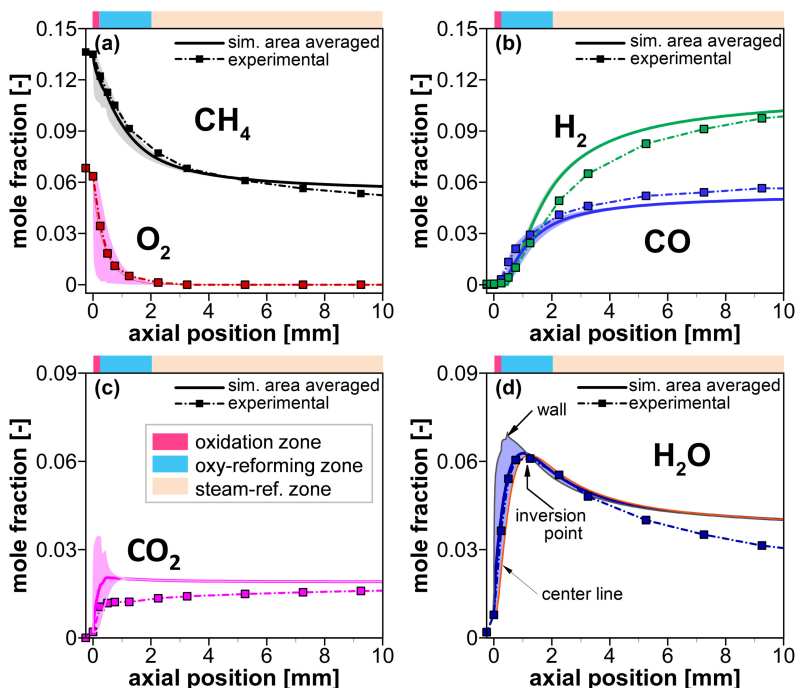 (a)
sim. area averaged
experimental
CH4
O2
mole fraction [-]
0.15
0.12
0.09
0.06
0.03
0
0 2 4 6 8 10
axial position [mm]
(b)
sim. area averaged
experimental
H2
CO
mole fraction [-]
0.15
0.12
0.09
0.06
0.03
0
0 2 4 6 8 10
axial position [mm]
(c)
sim. area averaged
experimental
oxidation zone
oxy-reforming zone
steam-ref. zone
CO2
mole fraction [-]
0.09
0.06
0.03
0
0 2 4 6 8 10
axial position [mm]
(d)
sim. area averaged
experimental
wall
H2O
inversion
point
center line
mole fraction [-]
0.09
0.06
0.03
0
0 2 4 6 8 10
axial position [mm]